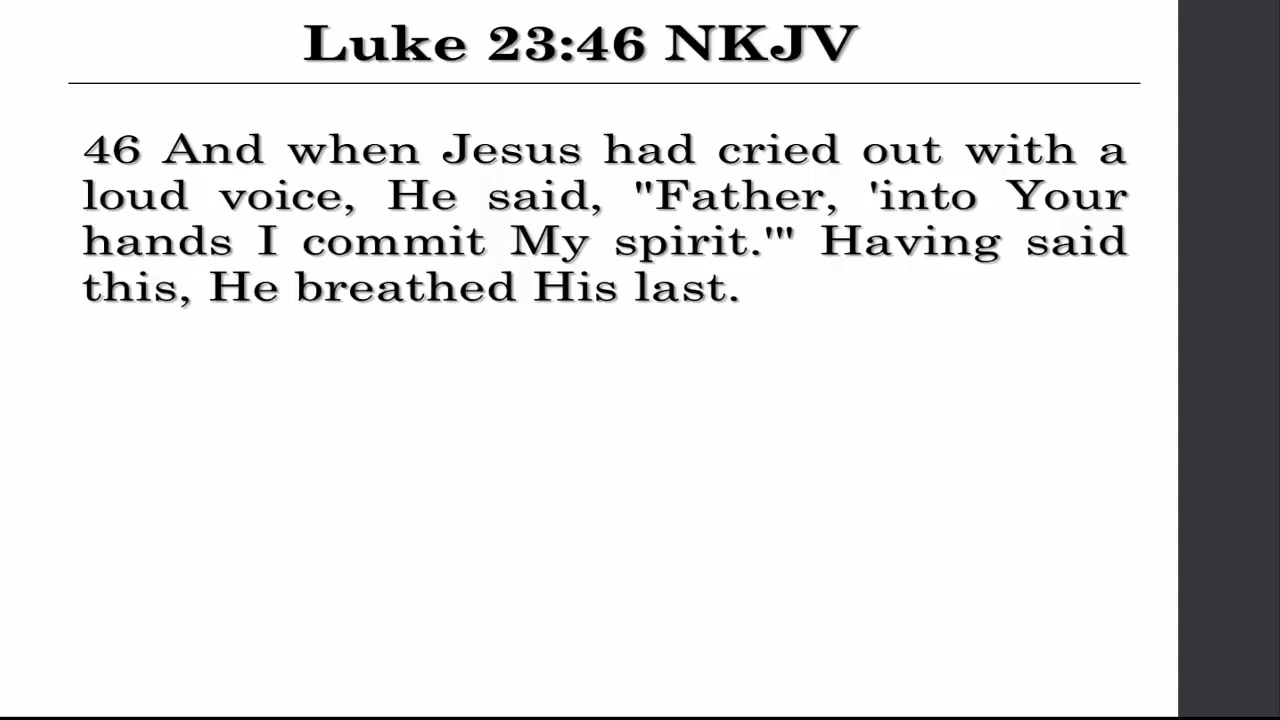 Luke 23:46 NKJV
46 And when Jesus had cried out with a
loud voice, He said, "Father, 'into Your
hands I commit My spirit.'" Having said
this, He breathed His last.